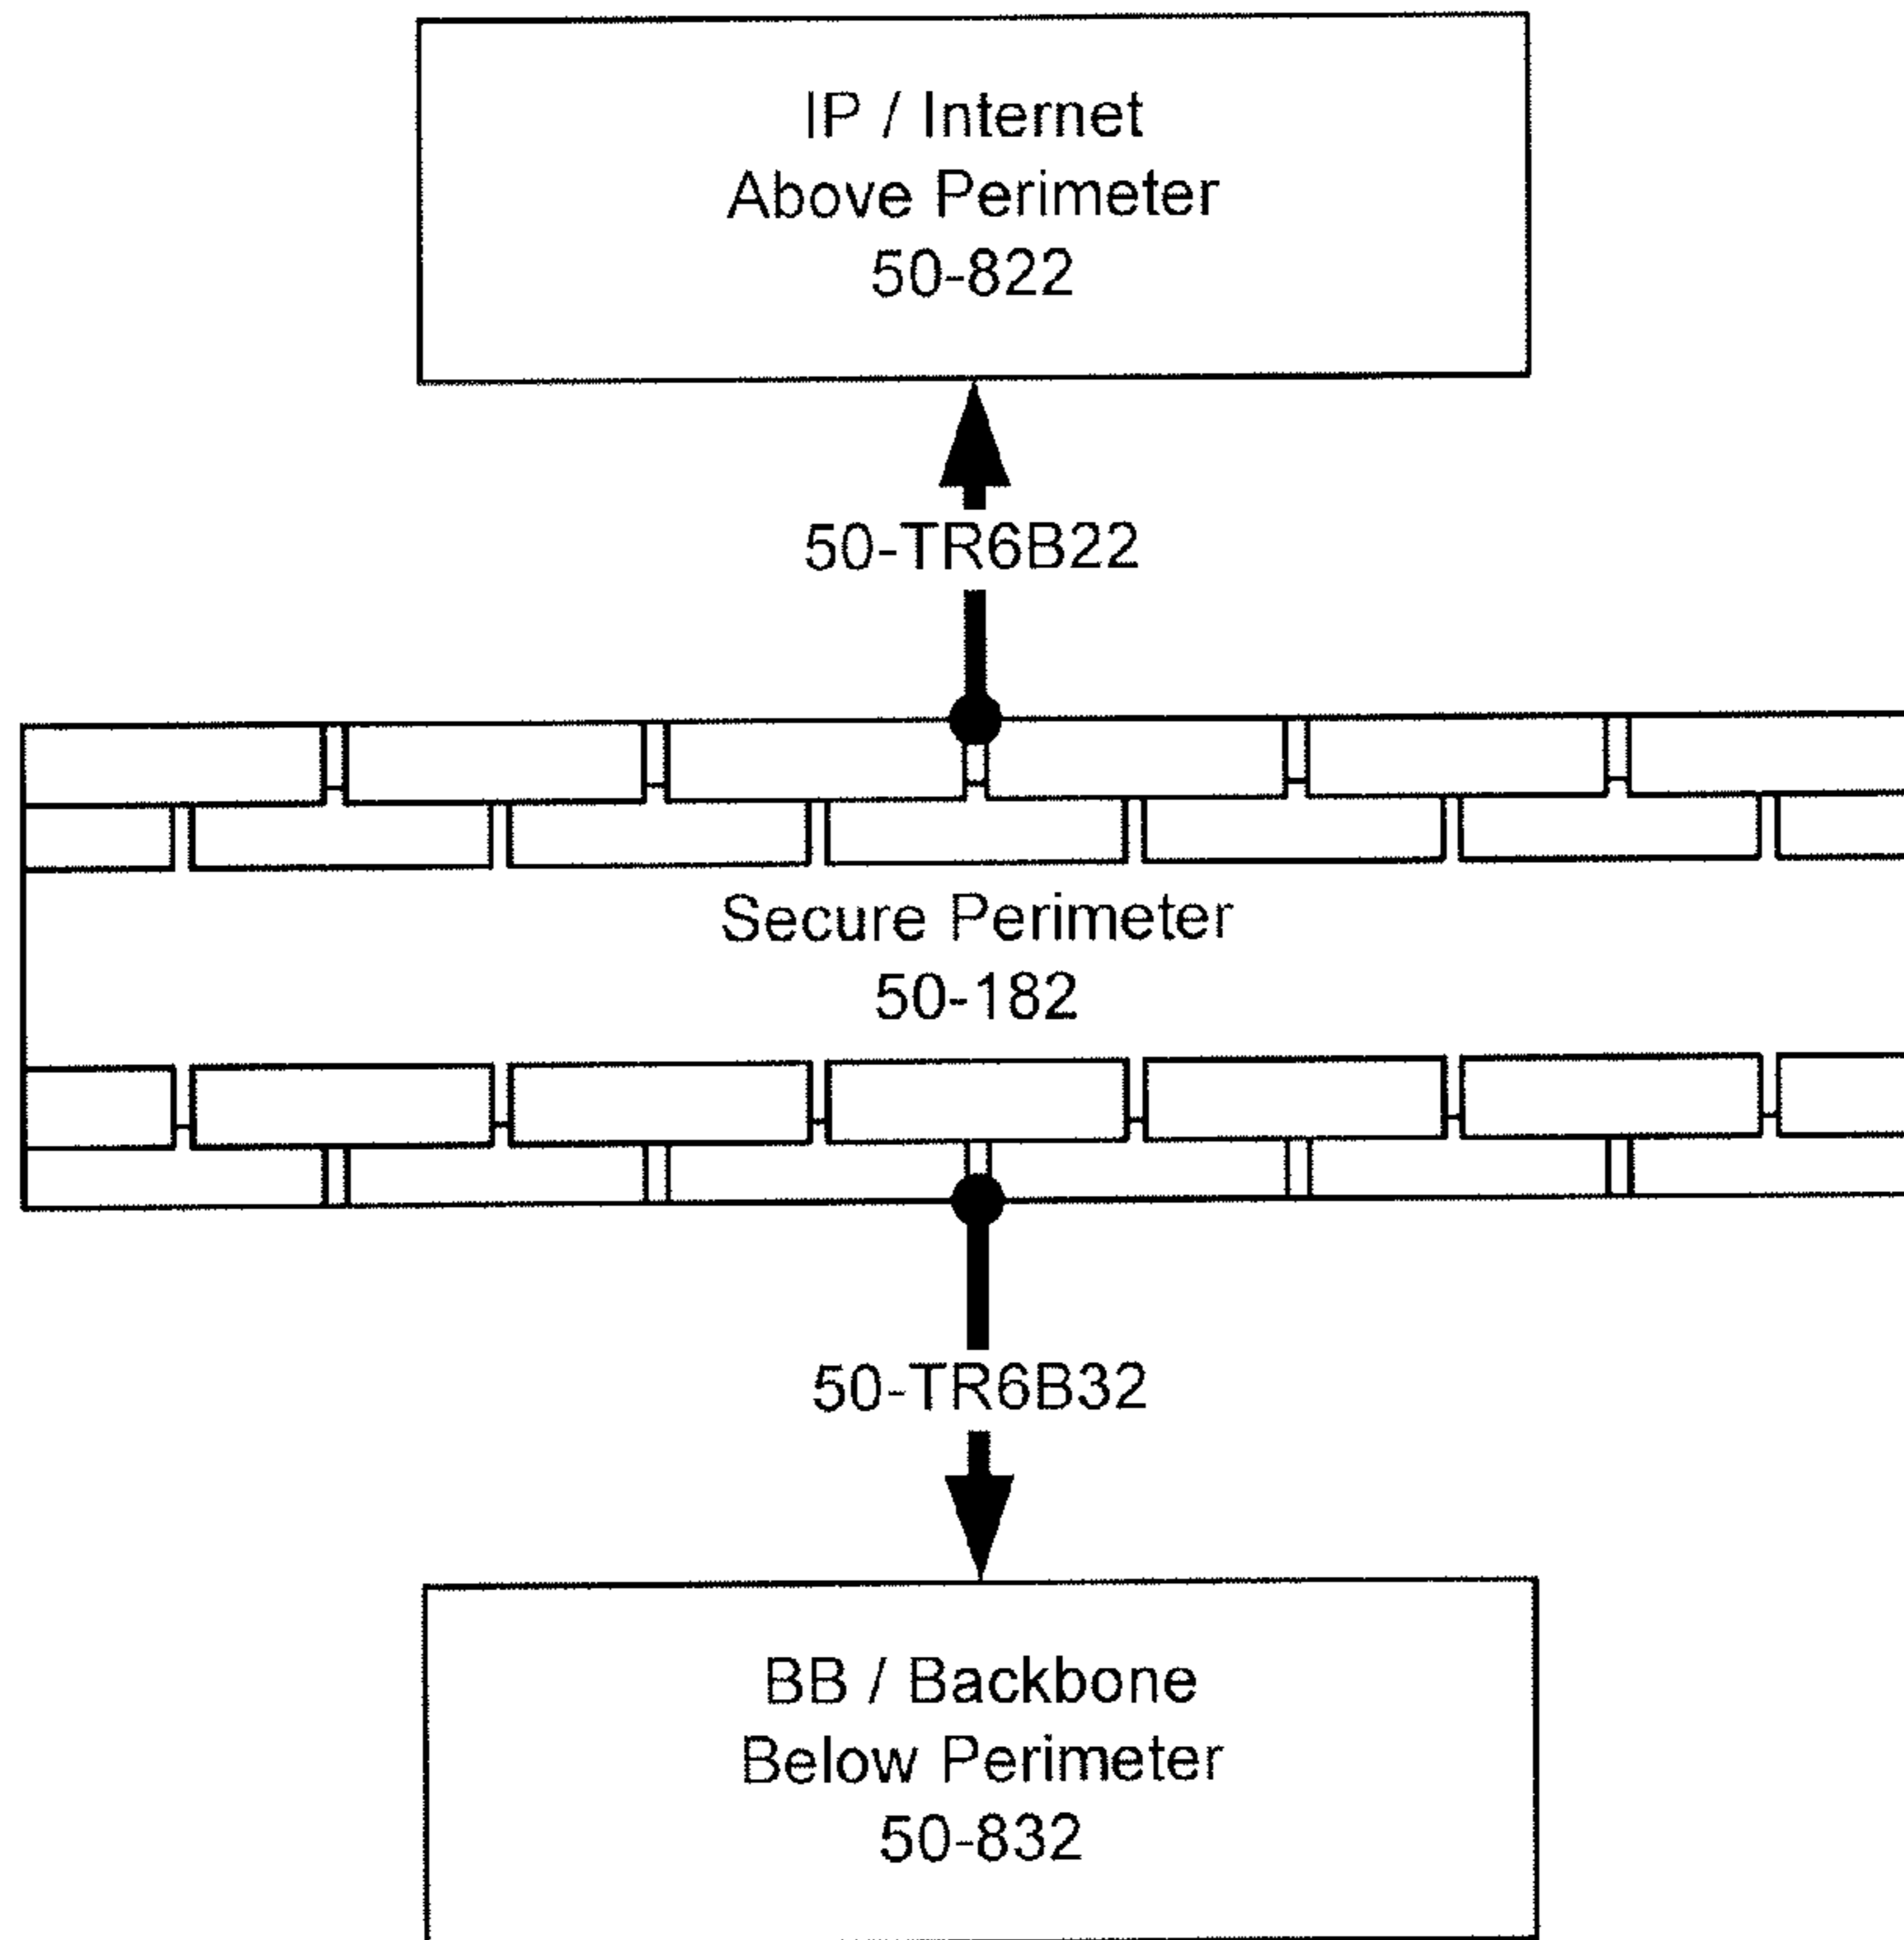 IP / Internet
Above Perimeter
50-822
50-TR6B22
Secure Perimeter
50-182
50-TR6B32
BB / Backbone
Below Perimeter
50-832